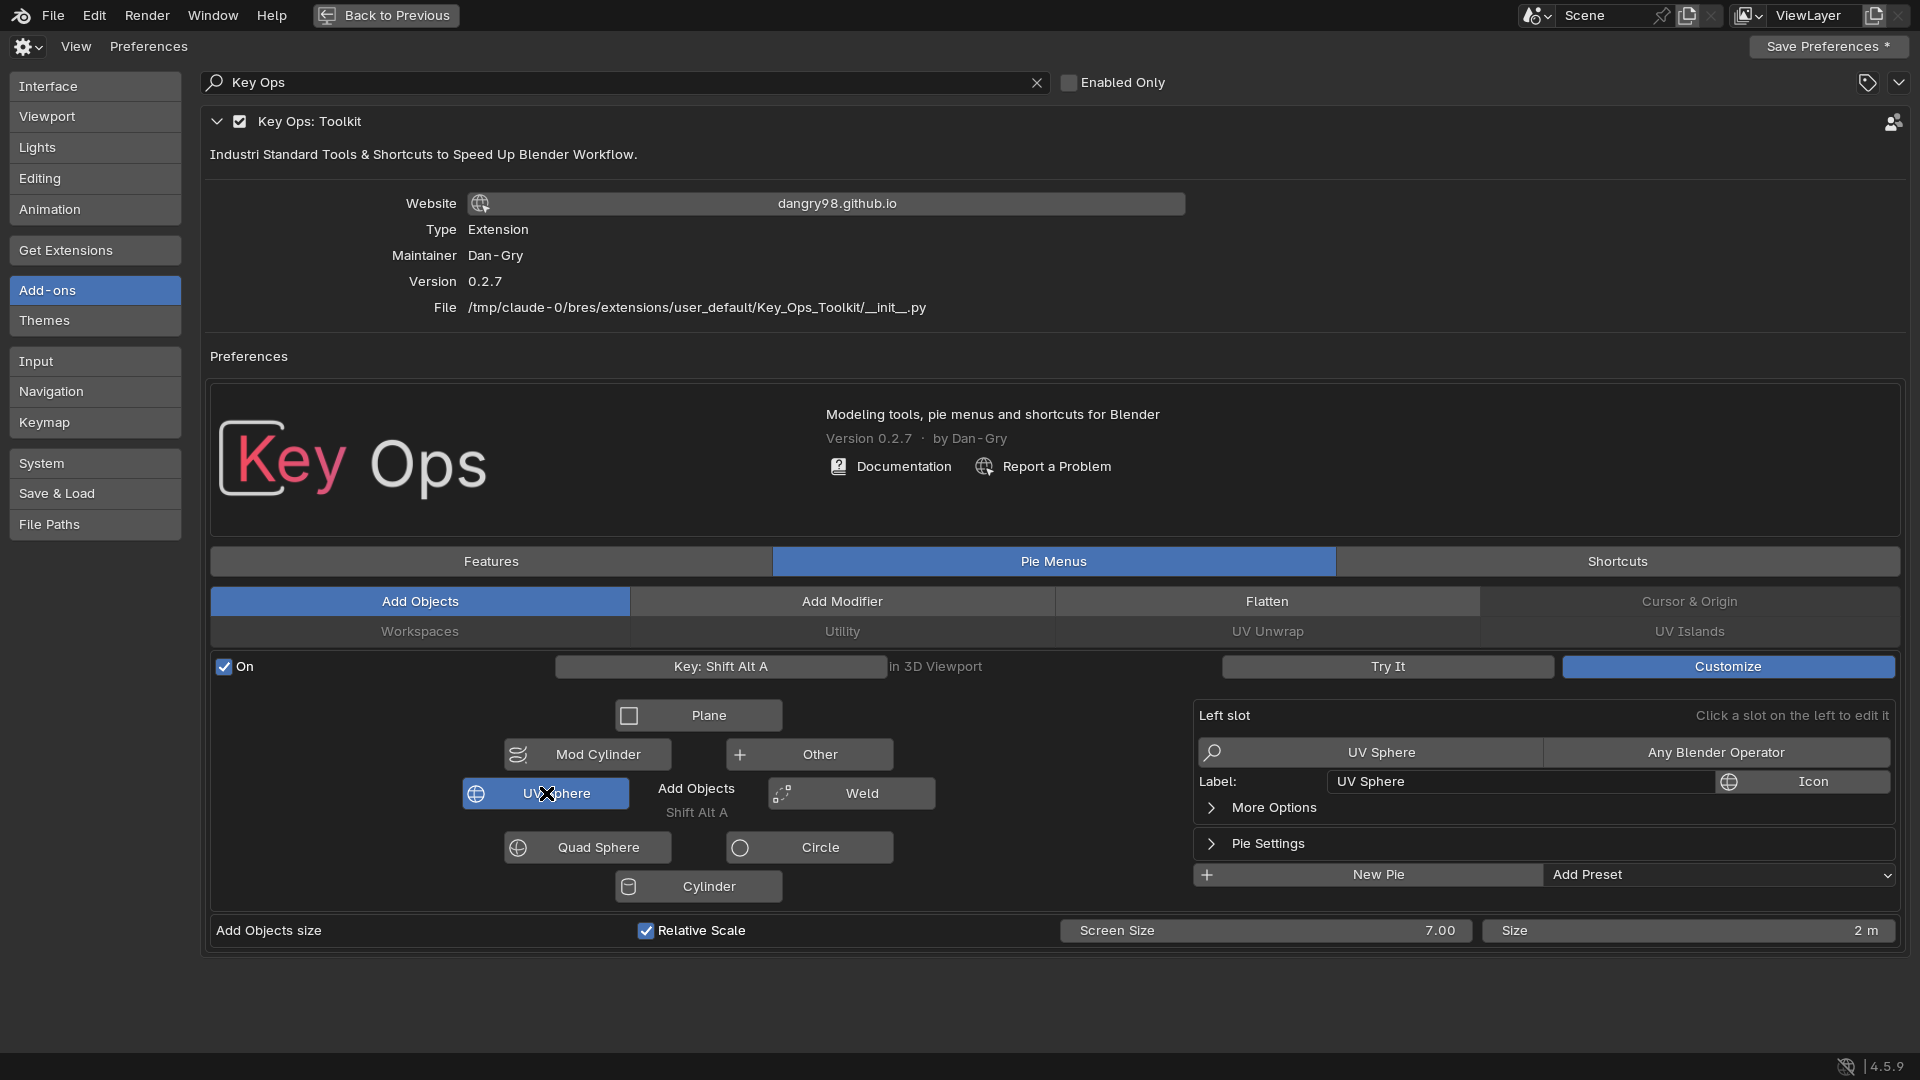 File Edit Render Window Help Back to Previous Scene ViewLayer
View Preferences Save Preferences *
Interface
Viewport
Lights
Editing
Animation
Get Extensions
Add-ons
Themes
Input
Navigation
Keymap
System
Save & Load
File Paths
Key Ops Enabled Only
Key Ops: Toolkit
Industri Standard Tools & Shortcuts to Speed Up Blender Workflow.
Website dangry98.github.io
Type Extension
Maintainer Dan-Gry
Version 0.2.7
File /tmp/claude-0/bres/extensions/user_default/Key_Ops_Toolkit/__init__.py
Preferences
Key Ops
Modeling tools, pie menus and shortcuts for Blender
Version 0.2.7 · by Dan-Gry
Documentation Report a Problem
Features Pie Menus Shortcuts
Add Objects Add Modifier Flatten Cursor & Origin
Workspaces Utility UV Unwrap UV Islands
On Key: Shift Alt A in 3D Viewport Try It Customize
Plane
Mod Cylinder Other
UV Sphere Add Objects Weld
Shift Alt A
Quad Sphere Circle
Cylinder
Left slot Click a slot on the left to edit it
UV Sphere Any Blender Operator
Label: UV Sphere Icon
More Options
Pie Settings
New Pie Add Preset
Add Objects size Relative Scale Screen Size 7.00 Size 2 m
4.5.9